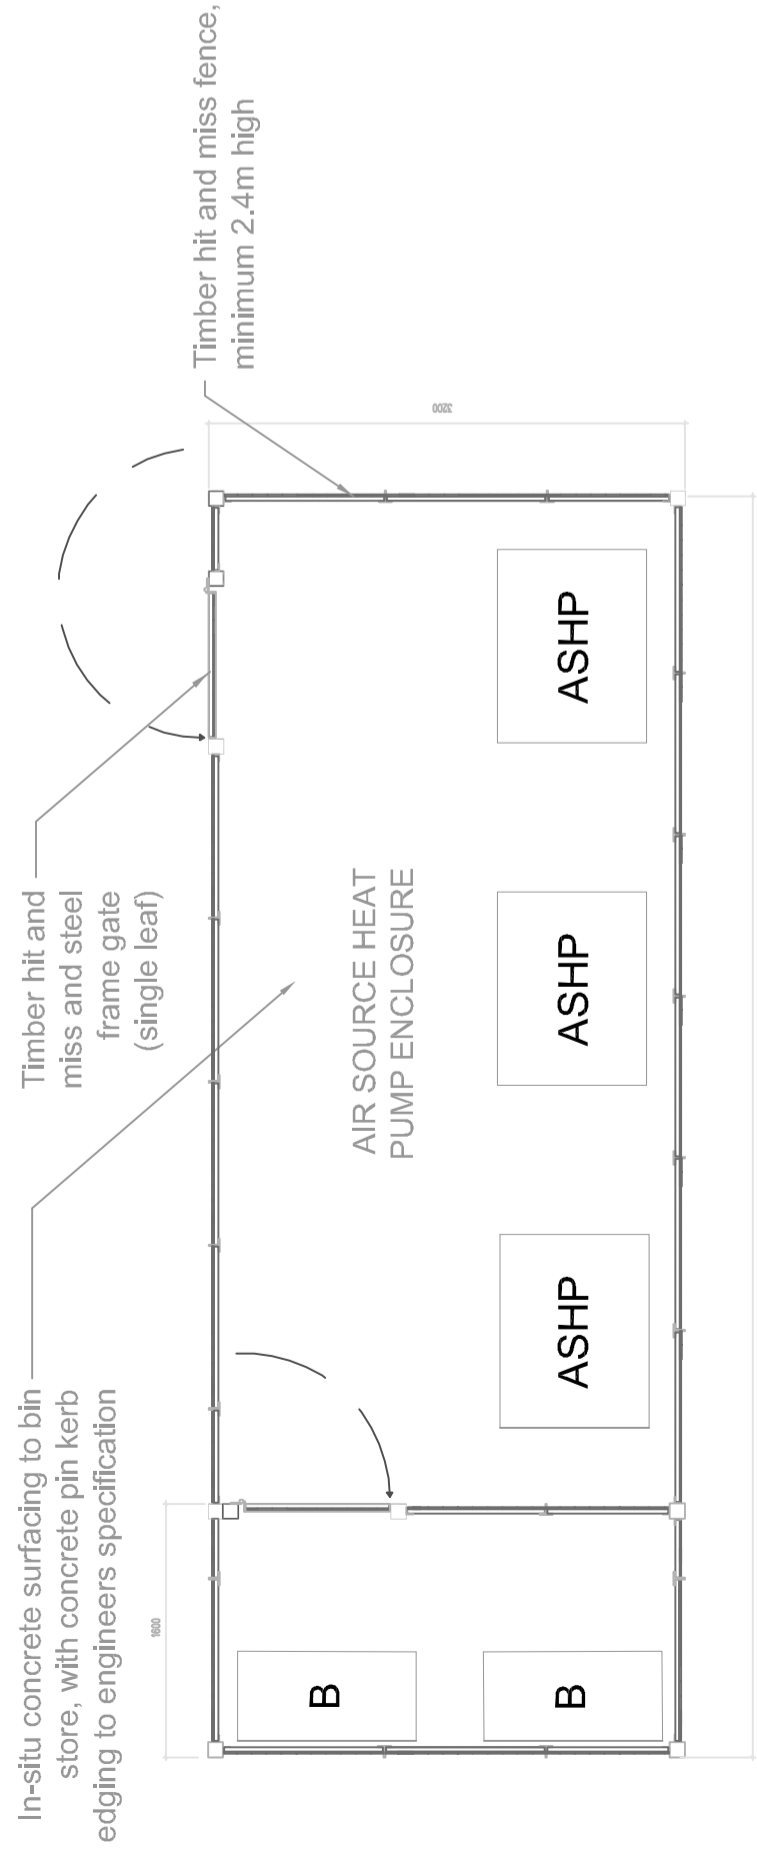 In-situ concrete surfacing to bin
store, with concrete pin kerb
edging to engineers specification
Timber hit and
miss and steel
frame gate
(single leaf)
Timber hit and miss fence,
minimum 2.4m high
3200
1600
AIR SOURCE HEAT
PUMP ENCLOSURE
B
B
ASHP
ASHP
ASHP